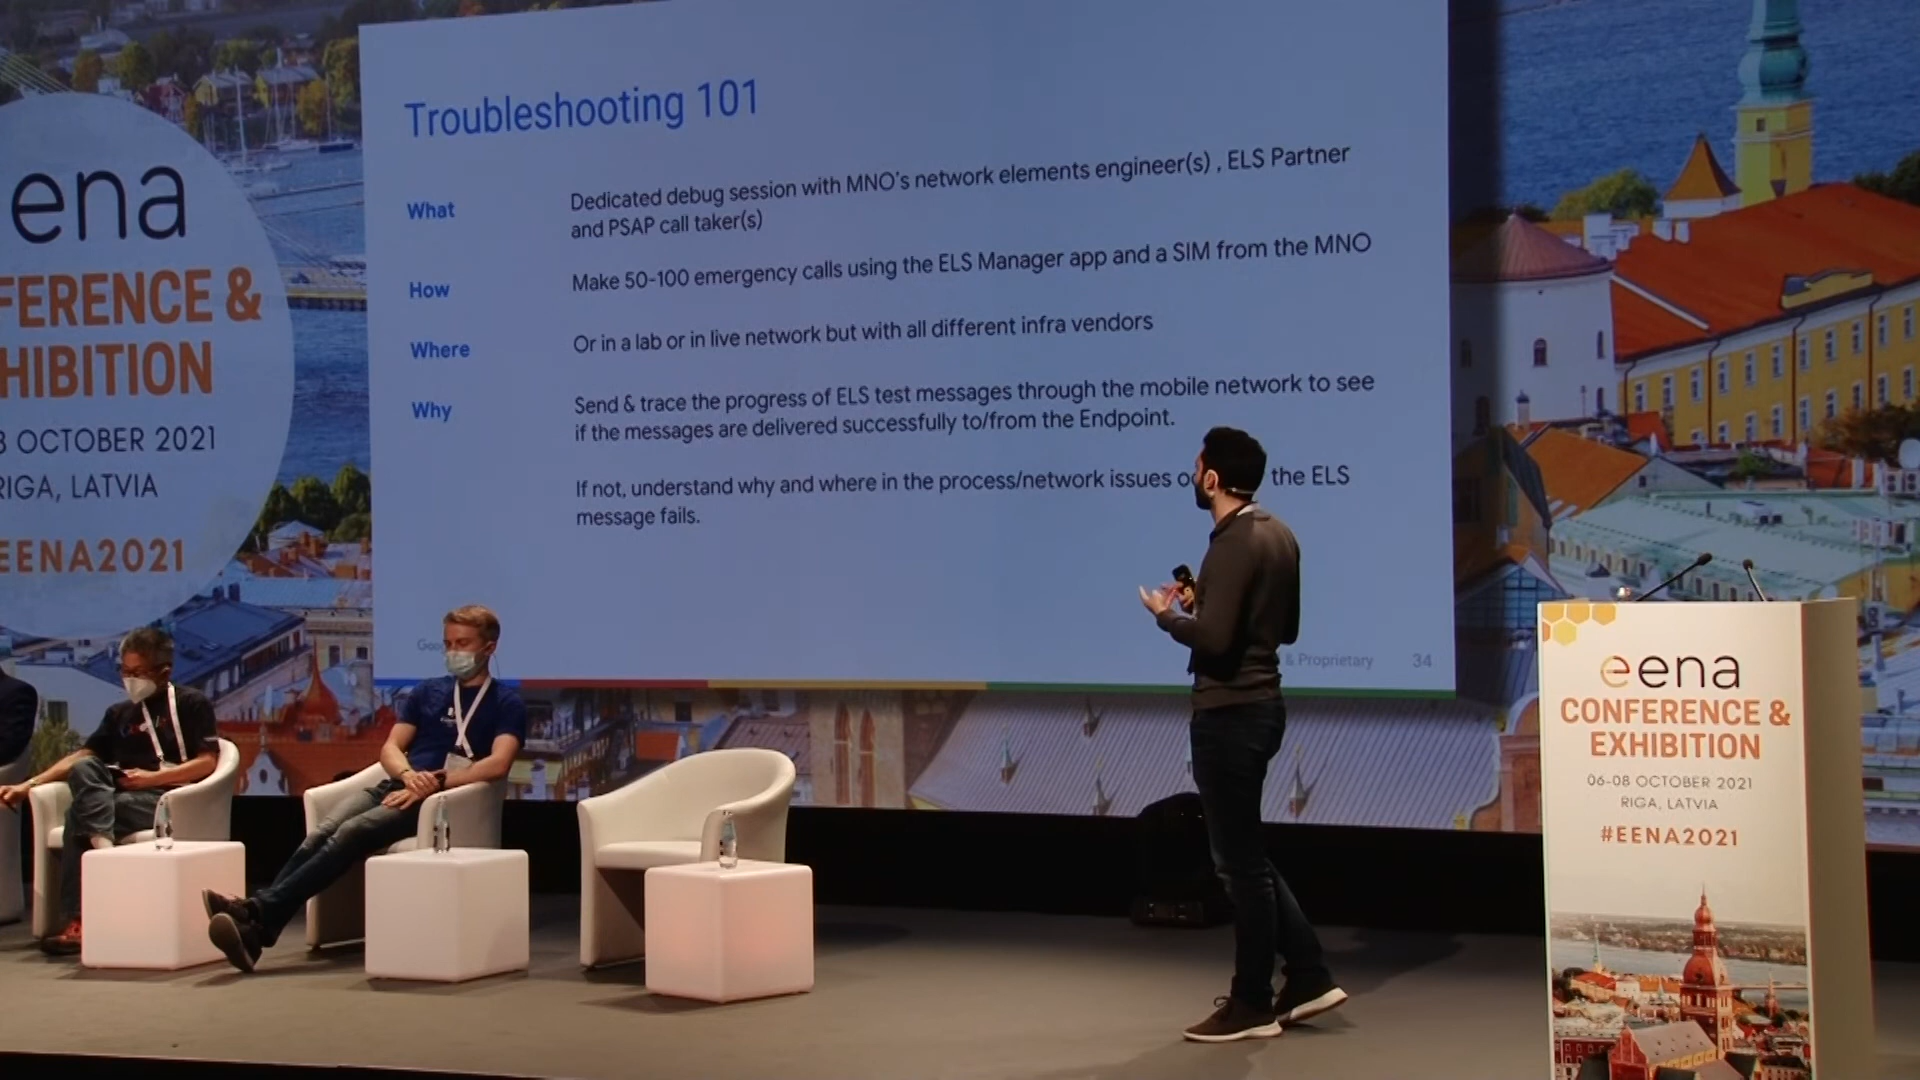 ena
FERENCE &
HIBITION
8 OCTOBER 2021
RIGA, LATVIA
EENA2021
Troubleshooting 101
What
Dedicated debug session with MNO's network elements engineer(s) , ELS Partner
and PSAP call taker(s)
How
Make 50-100 emergency calls using the ELS Manager app and a SIM from the MNO
Where
Or in a lab or in live network but with all different infra vendors
Why
Send & trace the progress of ELS test messages through the mobile network to see
if the messages are delivered successfully to/from the Endpoint.
If not, understand why and where in the process/network issues the ELS
message fails.
& Proprietary
34
eena
CONFERENCE &
EXHIBITION
06-08 OCTOBER 2021
RIGA, LATVIA
#EENA2021